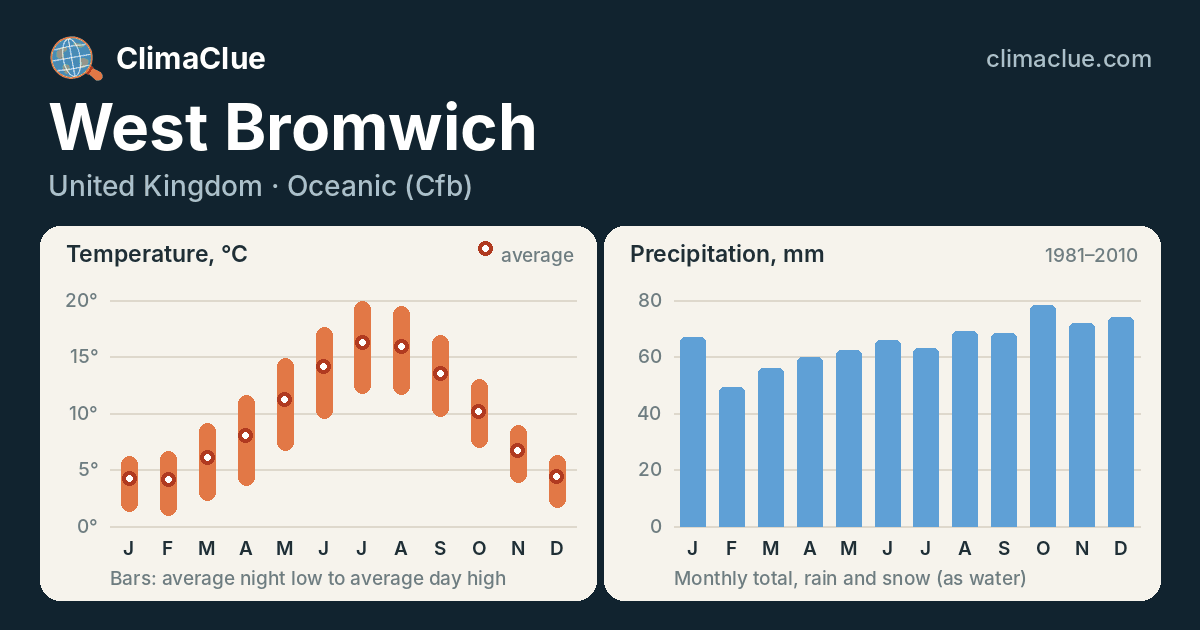 ClimaClue
climaclue.com
West Bromwich
United Kingdom · Oceanic (Cfb)
Temperature, °C
average
20°
15°
10°
5°
0°
J F M A M J J A S O N D
Bars: average night low to average day high
Precipitation, mm
1981–2010
80
60
40
20
0
J F M A M J J A S O N D
Monthly total, rain and snow (as water)